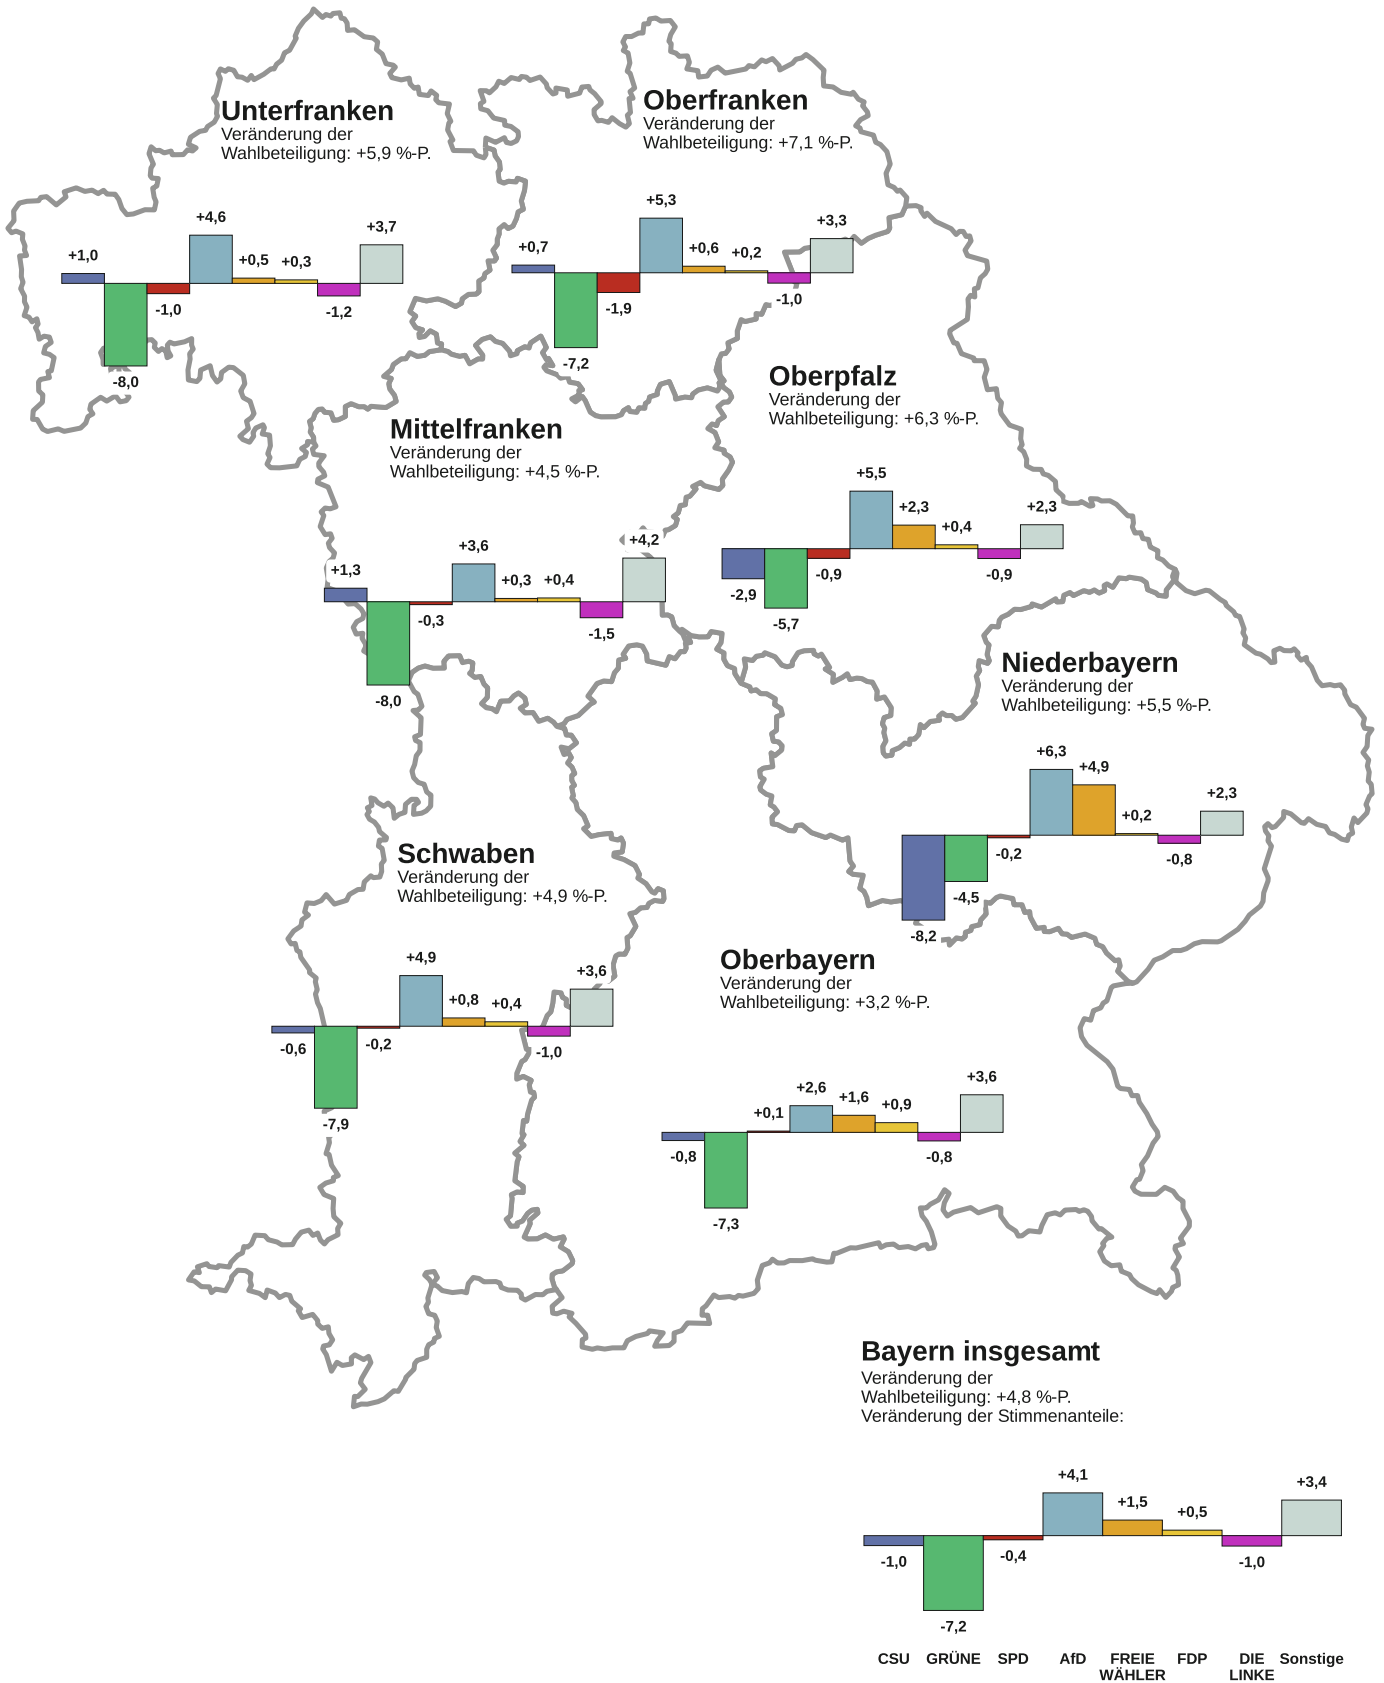 Unterfranken
Veränderung der
Wahlbeteiligung: +5,9 %-P.
+1,0
-8,0
-1,0
+4,6
+0,5
+0,3
-1,2
+3,7
Oberfranken
Veränderung der
Wahlbeteiligung: +7,1 %-P.
+0,7
-7,2
-1,9
+5,3
+0,6
+0,2
-1,0
+3,3
Oberpfalz
Veränderung der
Wahlbeteiligung: +6,3 %-P.
-2,9
-5,7
-0,9
+5,5
+2,3
+0,4
-0,9
+2,3
Mittelfranken
Veränderung der
Wahlbeteiligung: +4,5 %-P.
+1,3
-8,0
-0,3
+3,6
+0,3
+0,4
-1,5
+4,2
Niederbayern
Veränderung der
Wahlbeteiligung: +5,5 %-P.
-8,2
-4,5
-0,2
+6,3
+4,9
+0,2
-0,8
+2,3
Schwaben
Veränderung der
Wahlbeteiligung: +4,9 %-P.
-0,6
-7,9
-0,2
+4,9
+0,8
+0,4
-1,0
+3,6
Oberbayern
Veränderung der
Wahlbeteiligung: +3,2 %-P.
-0,8
-7,3
+0,1
+2,6
+1,6
+0,9
-0,8
+3,6
Bayern insgesamt
Veränderung der
Wahlbeteiligung: +4,8 %-P.
Veränderung der Stimmenanteile:
-1,0
-7,2
-0,4
+4,1
+1,5
+0,5
-1,0
+3,4
CSU GRÜNE SPD AfD FREIE FDP DIE Sonstige
WÄHLER LINKE